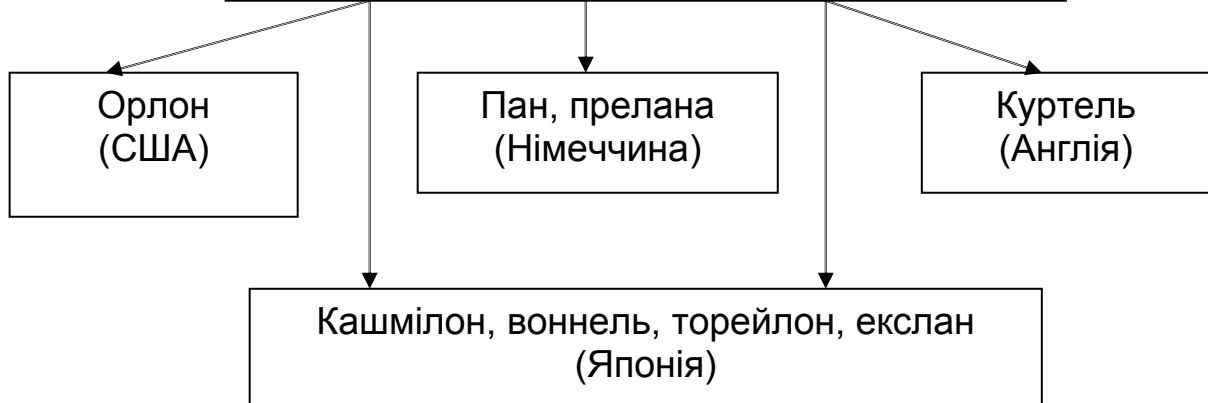 Орлон
(США)
Пан, прелана
(Німеччина)
Куртель
(Англія)
Кашмілон, воннель, торейлон, екслан
(Японія)